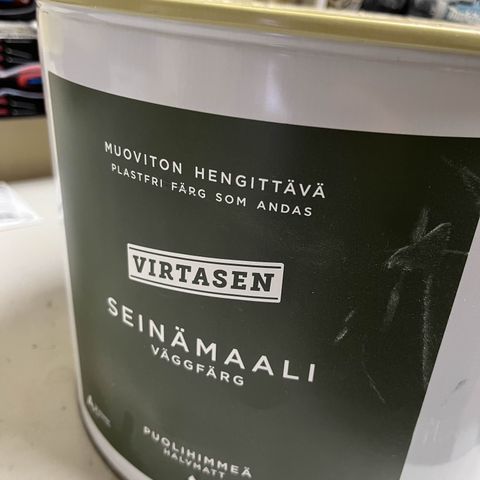 MUOVITON HENGITTÄVÄ
PLASTFRI FÄRG SOM ANDAS
VIRTASEN
SEINÄMAALI
VÄGGFÄRG
PUOLIHIMMEÄ
HALVMATT